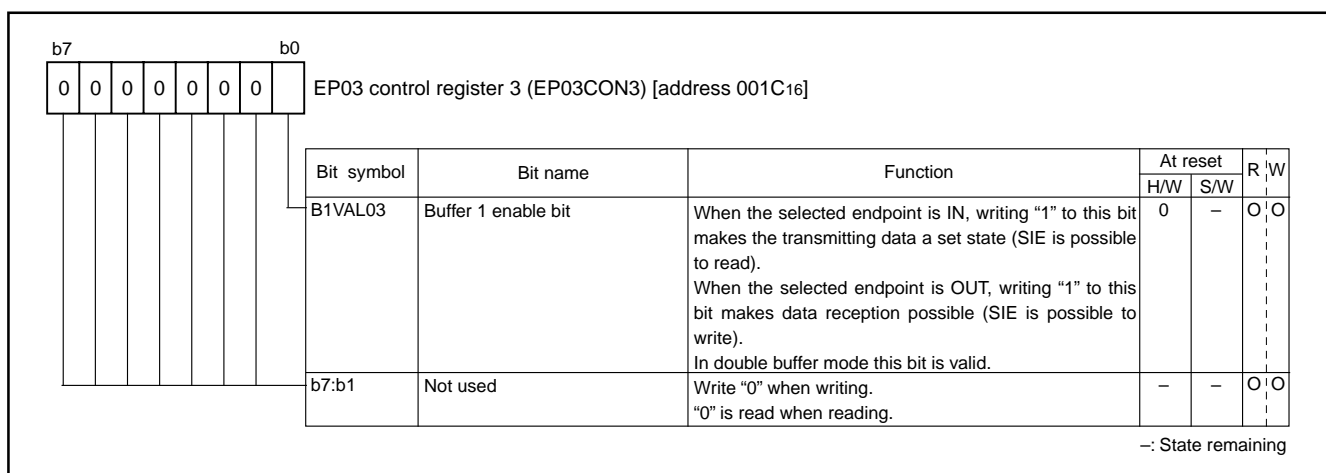 b7 b0
0 0 0 0 0 0 0 EP03 control register 3 (EP03CON3) [address 001C16]
Bit symbol Bit name Function At reset R W
H/W S/W
B1VAL03 Buffer 1 enable bit When the selected endpoint is IN, writing “1” to this bit 0 – O O
makes the transmitting data a set state (SIE is possible
to read).
When the selected endpoint is OUT, writing “1” to this
bit makes data reception possible (SIE is possible to
write).
In double buffer mode this bit is valid.
b7:b1 Not used Write “0” when writing. – – O O
“0” is read when reading.
–: State remaining